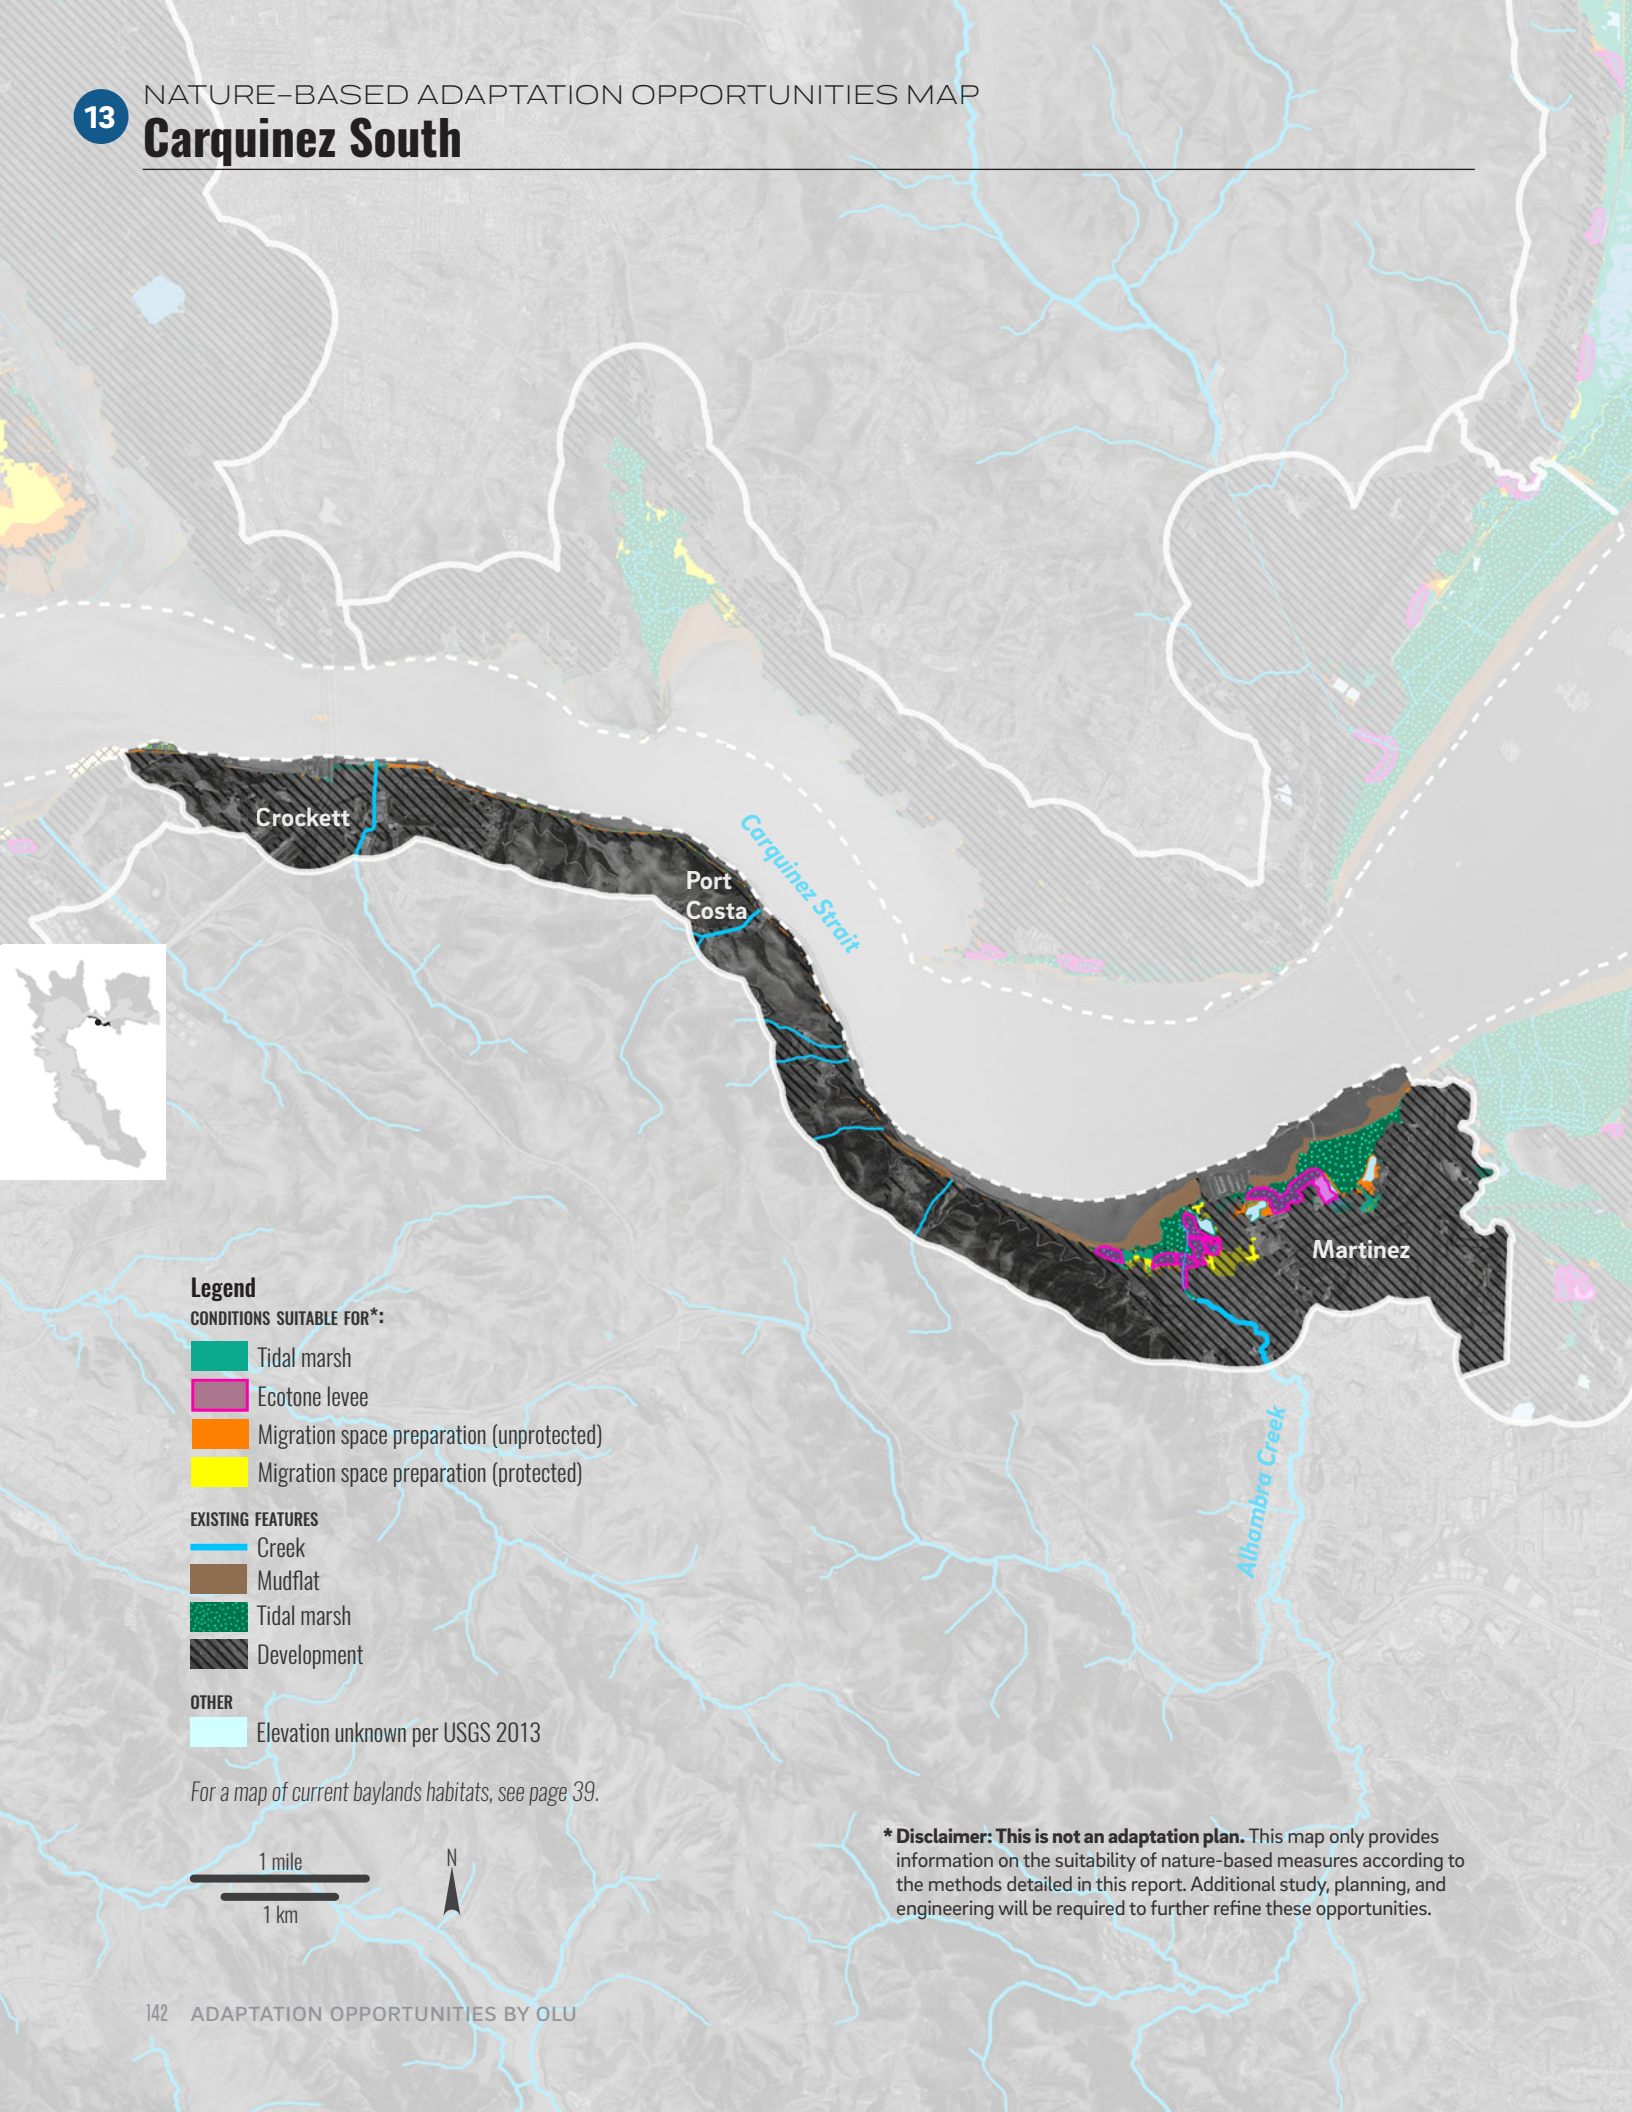 13
NATURE-BASED ADAPTATION OPPORTUNITIES MAP
Carquinez South
Crockett
Port
Costa
Carquinez Strait
Martinez
Alhambra Creek
Legend
CONDITIONS SUITABLE FOR*:
Tidal marsh
Ecotone levee
Migration space preparation (unprotected)
Migration space preparation (protected)
EXISTING FEATURES
Creek
Mudflat
Tidal marsh
Development
OTHER
Elevation unknown per USGS 2013
For a map of current baylands habitats, see page 39.
1 mile
1 km
N
* Disclaimer: This is not an adaptation plan. This map only provides
information on the suitability of nature-based measures according to
the methods detailed in this report. Additional study, planning, and
engineering will be required to further refine these opportunities.
142 ADAPTATION OPPORTUNITIES BY OLU